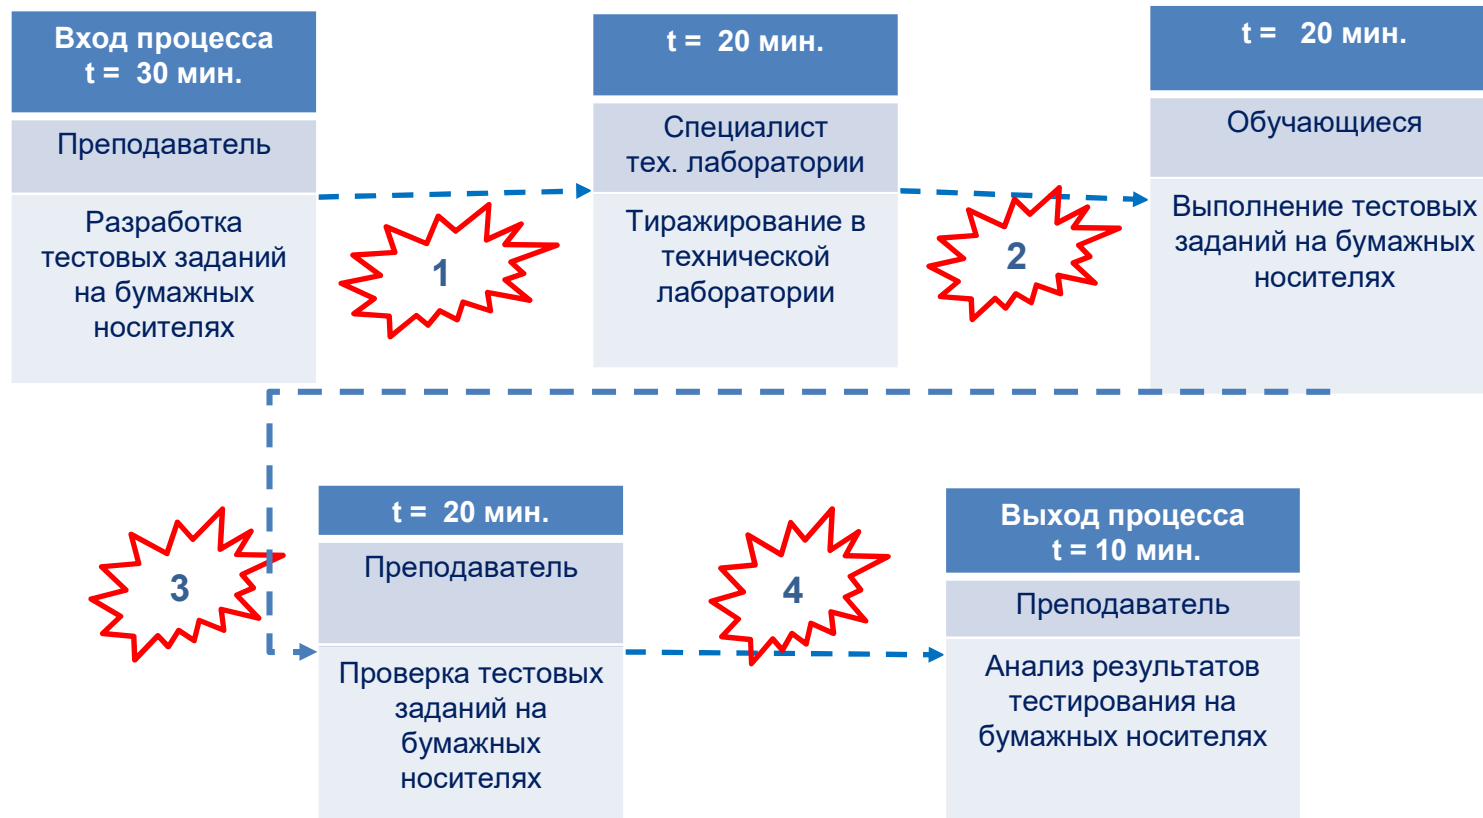 Вход процесса
t = 30 мин.
Преподаватель
Разработка
тестовых заданий
на бумажных
носителях
1
t = 20 мин.
Специалист
тех. лаборатории
Тиражирование в
технической
лаборатории
2
t = 20 мин.
Обучающиеся
Выполнение тестовых
заданий на бумажных
носителях
3
t = 20 мин.
Преподаватель
Проверка тестовых
заданий на
бумажных
носителях
4
Выход процесса
t = 10 мин.
Преподаватель
Анализ результатов
тестирования на
бумажных носителях